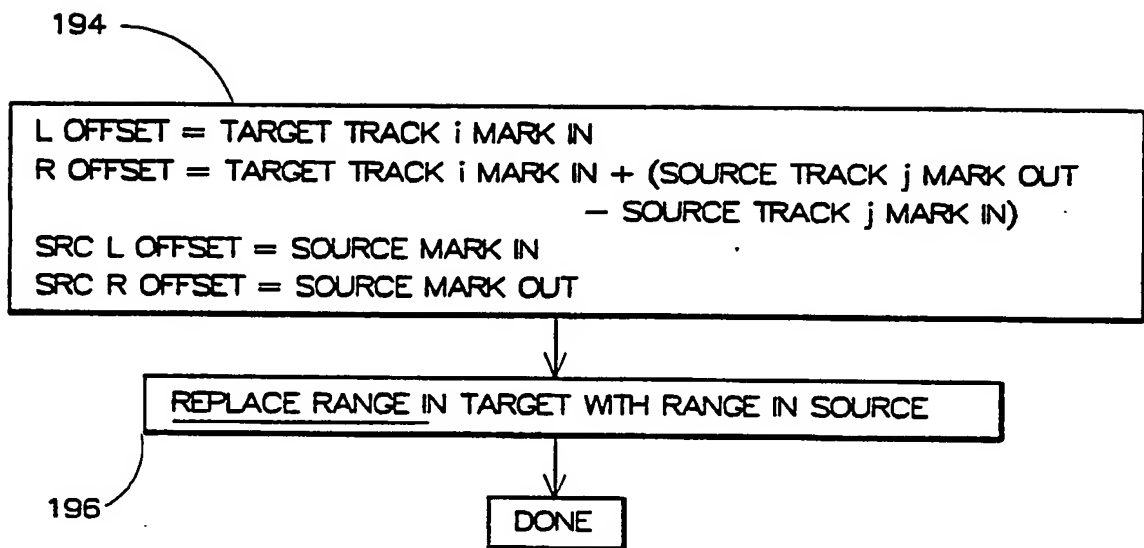 194
L OFFSET = TARGET TRACK i MARK IN
R OFFSET = TARGET TRACK i MARK IN + (SOURCE TRACK j MARK OUT
− SOURCE TRACK j MARK IN)
SRC L OFFSET = SOURCE MARK IN
SRC R OFFSET = SOURCE MARK OUT
REPLACE RANGE IN TARGET WITH RANGE IN SOURCE
196
DONE